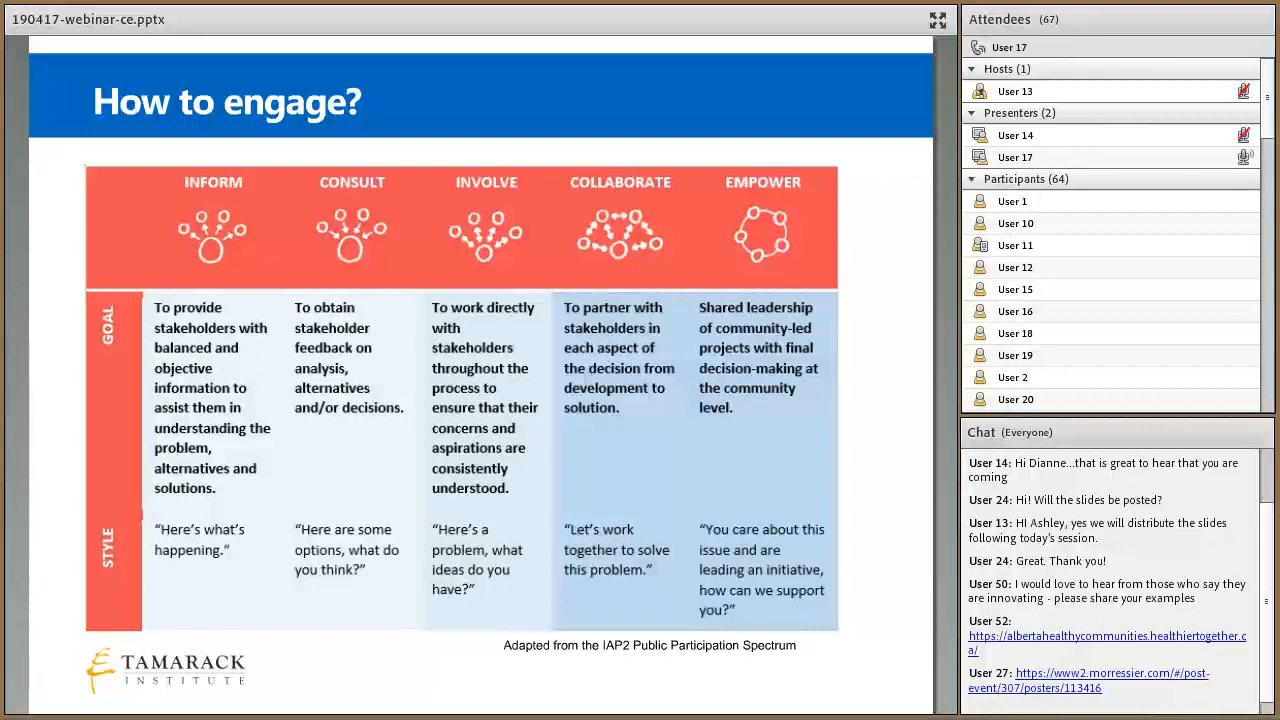 190417-webinar-ce.pptx
How to engage?
INFORM
CONSULT
INVOLVE
COLLABORATE
EMPOWER
GOAL
To provide
stakeholders with
balanced and
objective
information to
assist them in
understanding the
problem,
alternatives and
solutions.
To obtain
stakeholder
feedback on
analysis,
alternatives
and/or decisions.
To work directly
with
stakeholders
throughout the
process to
ensure that their
concerns and
aspirations are
consistently
understood.
To partner with
stakeholders in
each aspect of
the decision from
development to
solution.
Shared leadership
of community-led
projects with final
decision-making at
the community
level.
STYLE
“Here’s what’s
happening.”
“Here are some
options, what do
you think?”
“Here’s a
problem, what
ideas do you
have?”
“Let’s work
together to solve
this problem.”
“You care about this
issue and are
leading an initiative,
how can we support
you?”
Adapted from the IAP2 Public Participation Spectrum
TAMARACK
INSTITUTE
Attendees (67)
User 17
Hosts (1)
User 13
Presenters (2)
User 14
User 17
Participants (64)
User 1
User 10
User 11
User 12
User 15
User 16
User 18
User 19
User 2
User 20
Chat (Everyone)
User 14: Hi Dianne...that is great to hear that you are
coming
User 24: Hi! Will the slides be posted?
User 13: HI Ashley, yes we will distribute the slides
following today's session.
User 24: Great. Thank you!
User 50: I would love to hear from those who say they
are innovating - please share your examples
User 52:
https://albertahealthycommunities.healthiertogether.c
a/
User 27: https://www2.morressier.com/#/post-
event/307/posters/113416